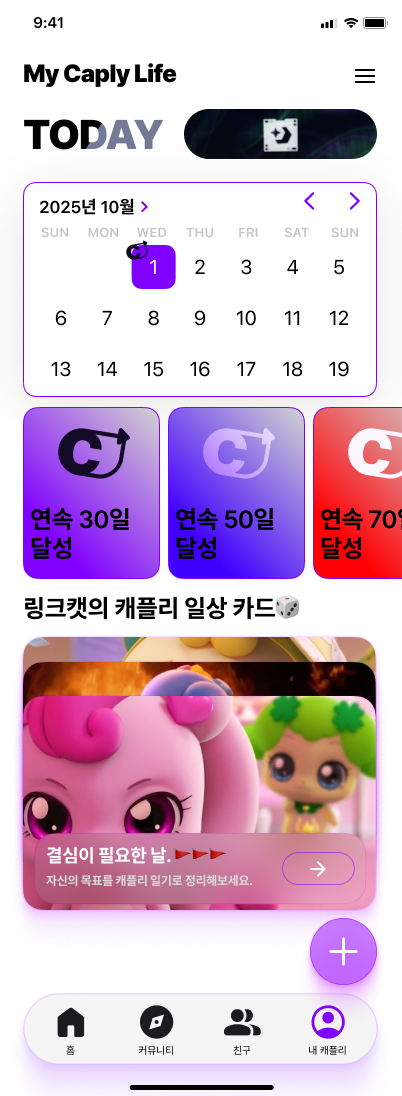 9:41
My Caply Life
TODAY
2025년 10월
SUN MON WED THU FRI SAT SUN
1 2 3 4 5
6 7 8 9 10 11 12
13 14 15 16 17 18 19
연속 30일
달성
연속 50일
달성
연속 70일
달성
링크캣의 캐플리 일상 카드🎲
결심이 필요한 날.🚩🚩🚩
자신의 목표를 캐플리 일기로 정리해보세요.
홈 커뮤니티 친구 내 캐플리